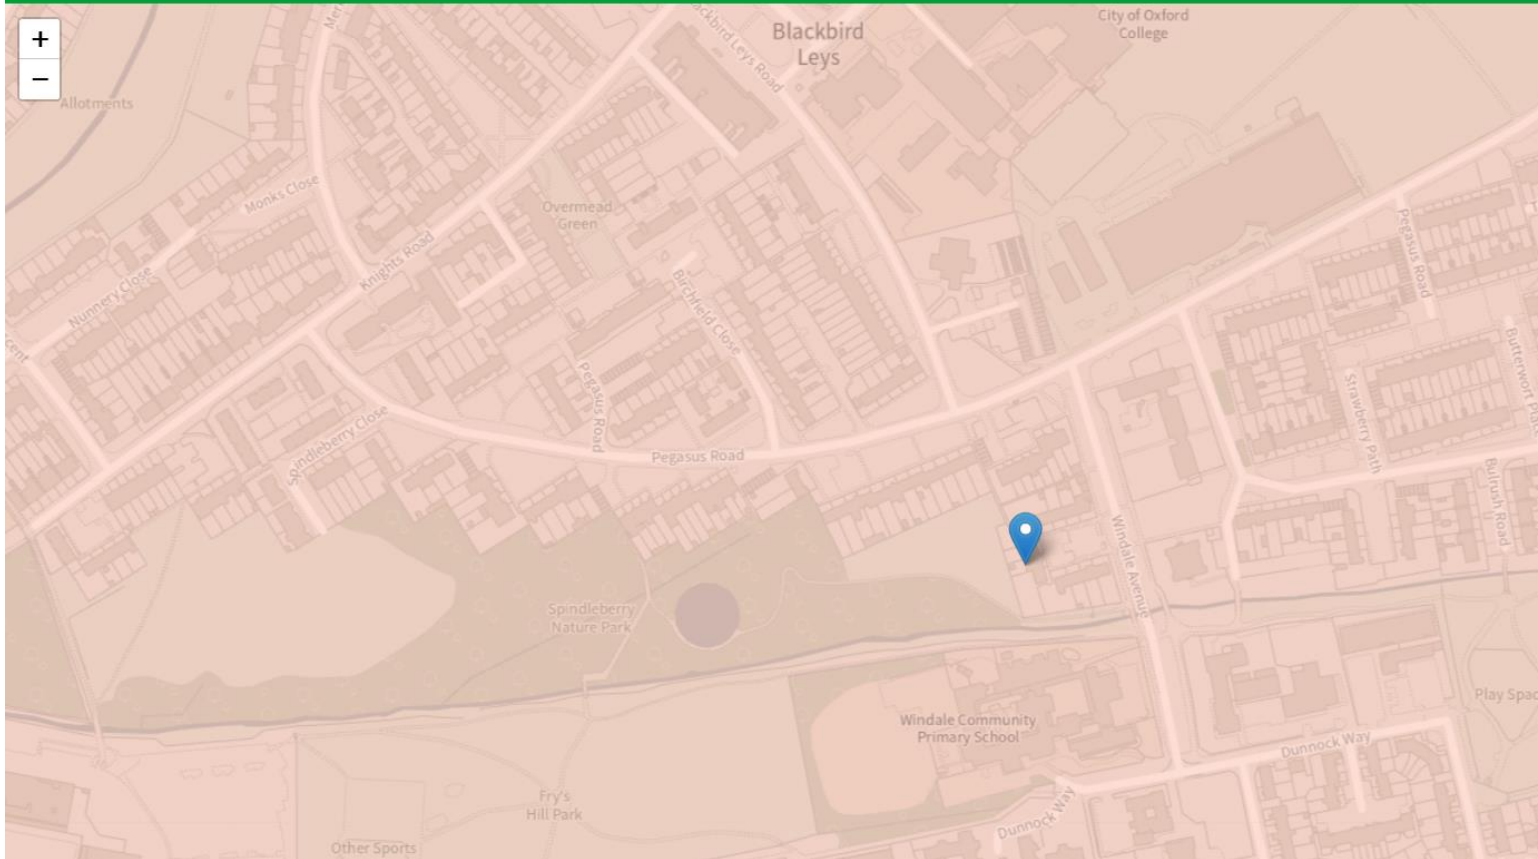 +
−
Blackbird Leys Road
Blackbird
Leys
City of Oxford
College
Allotments
Monks Close
Overmead
Green
Knights Road
Nunnery Close
Birchfield Close
Pegasus Road
Pegasus Road
Spindleberry Close
Pegasus Road
Strawberry Path
Bulrush Road
Windale Avenue
Spindleberry
Nature Park
Play Spac
Windale Community
Primary School
Dunnock Way
Fry's
Hill Park
Dunnock Way
Other Sports